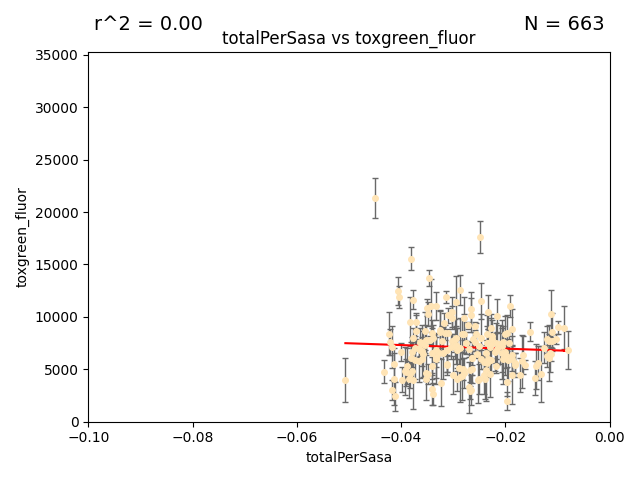 r^2 = 0.00
N = 663
totalPerSasa vs toxgreen_fluor
35000
30000
25000
20000
15000
10000
5000
0
toxgreen_fluor
−0.10
−0.08
−0.06
−0.04
−0.02
0.00
totalPerSasa